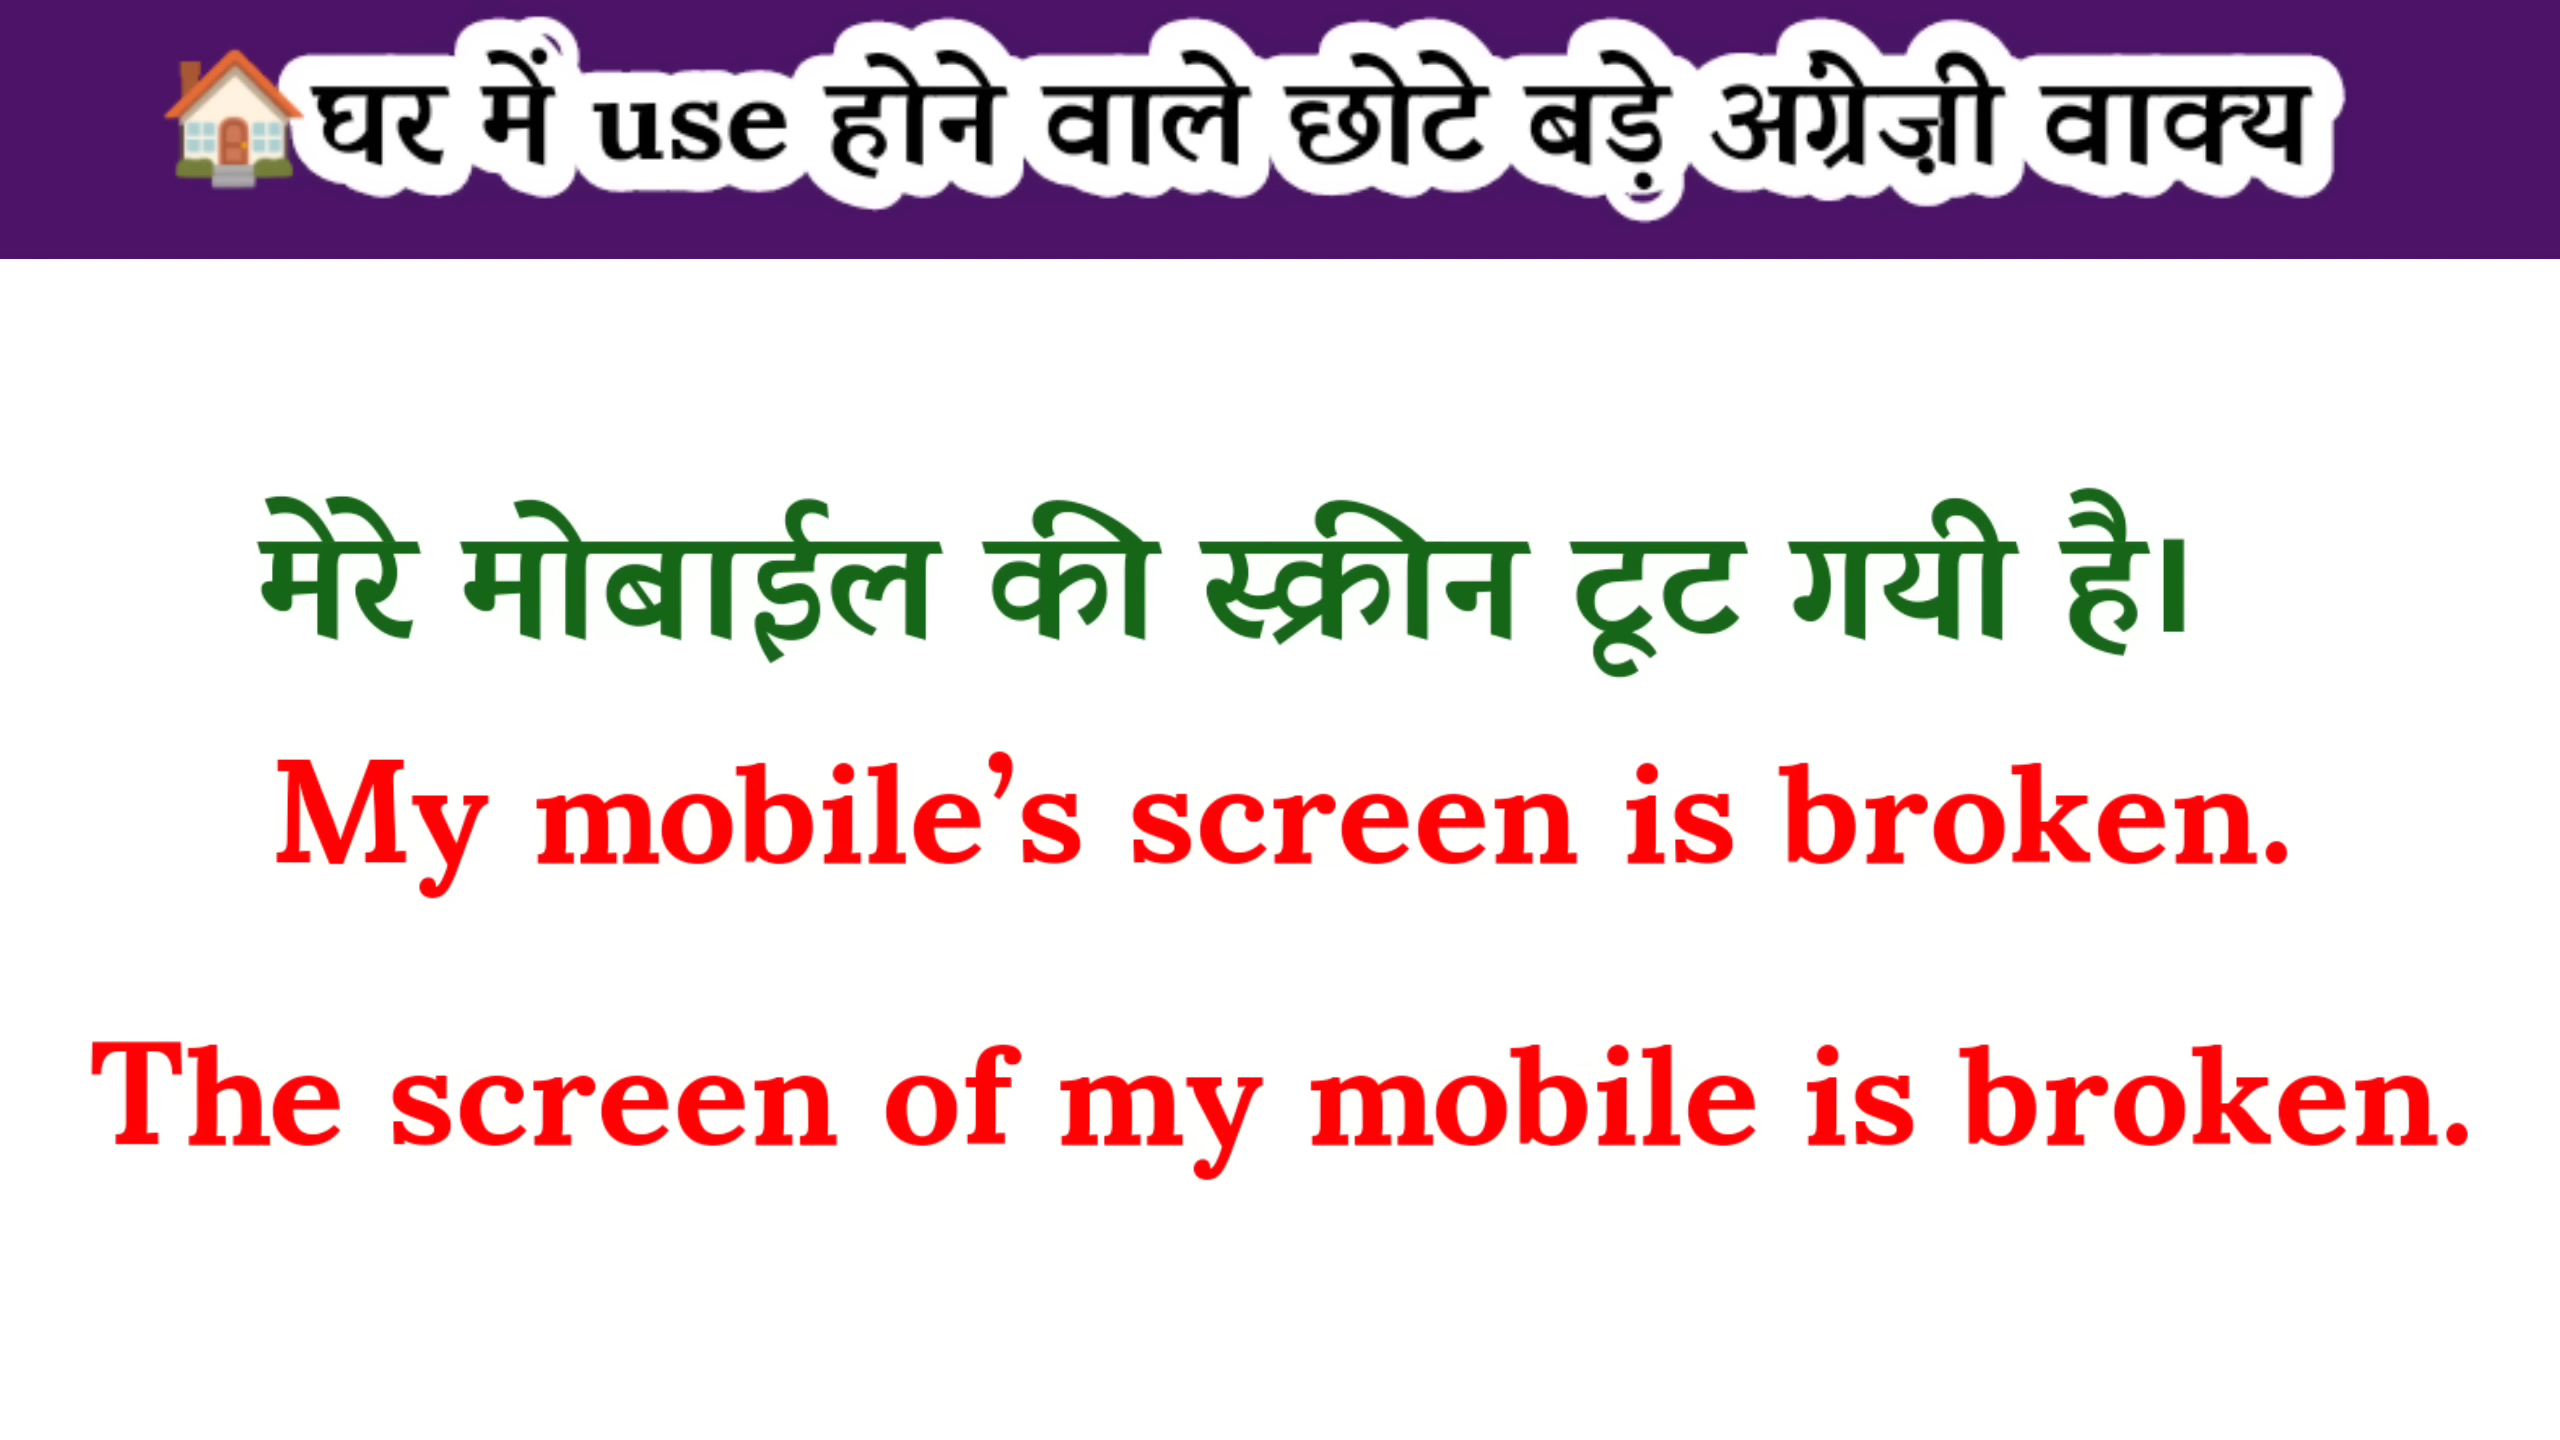 घर में use होने वाले छोटे बड़े अंग्रेज़ी वाक्य
मेरे मोबाईल की स्क्रीन टूट गयी है।
My mobile’s screen is broken.
The screen of my mobile is broken.